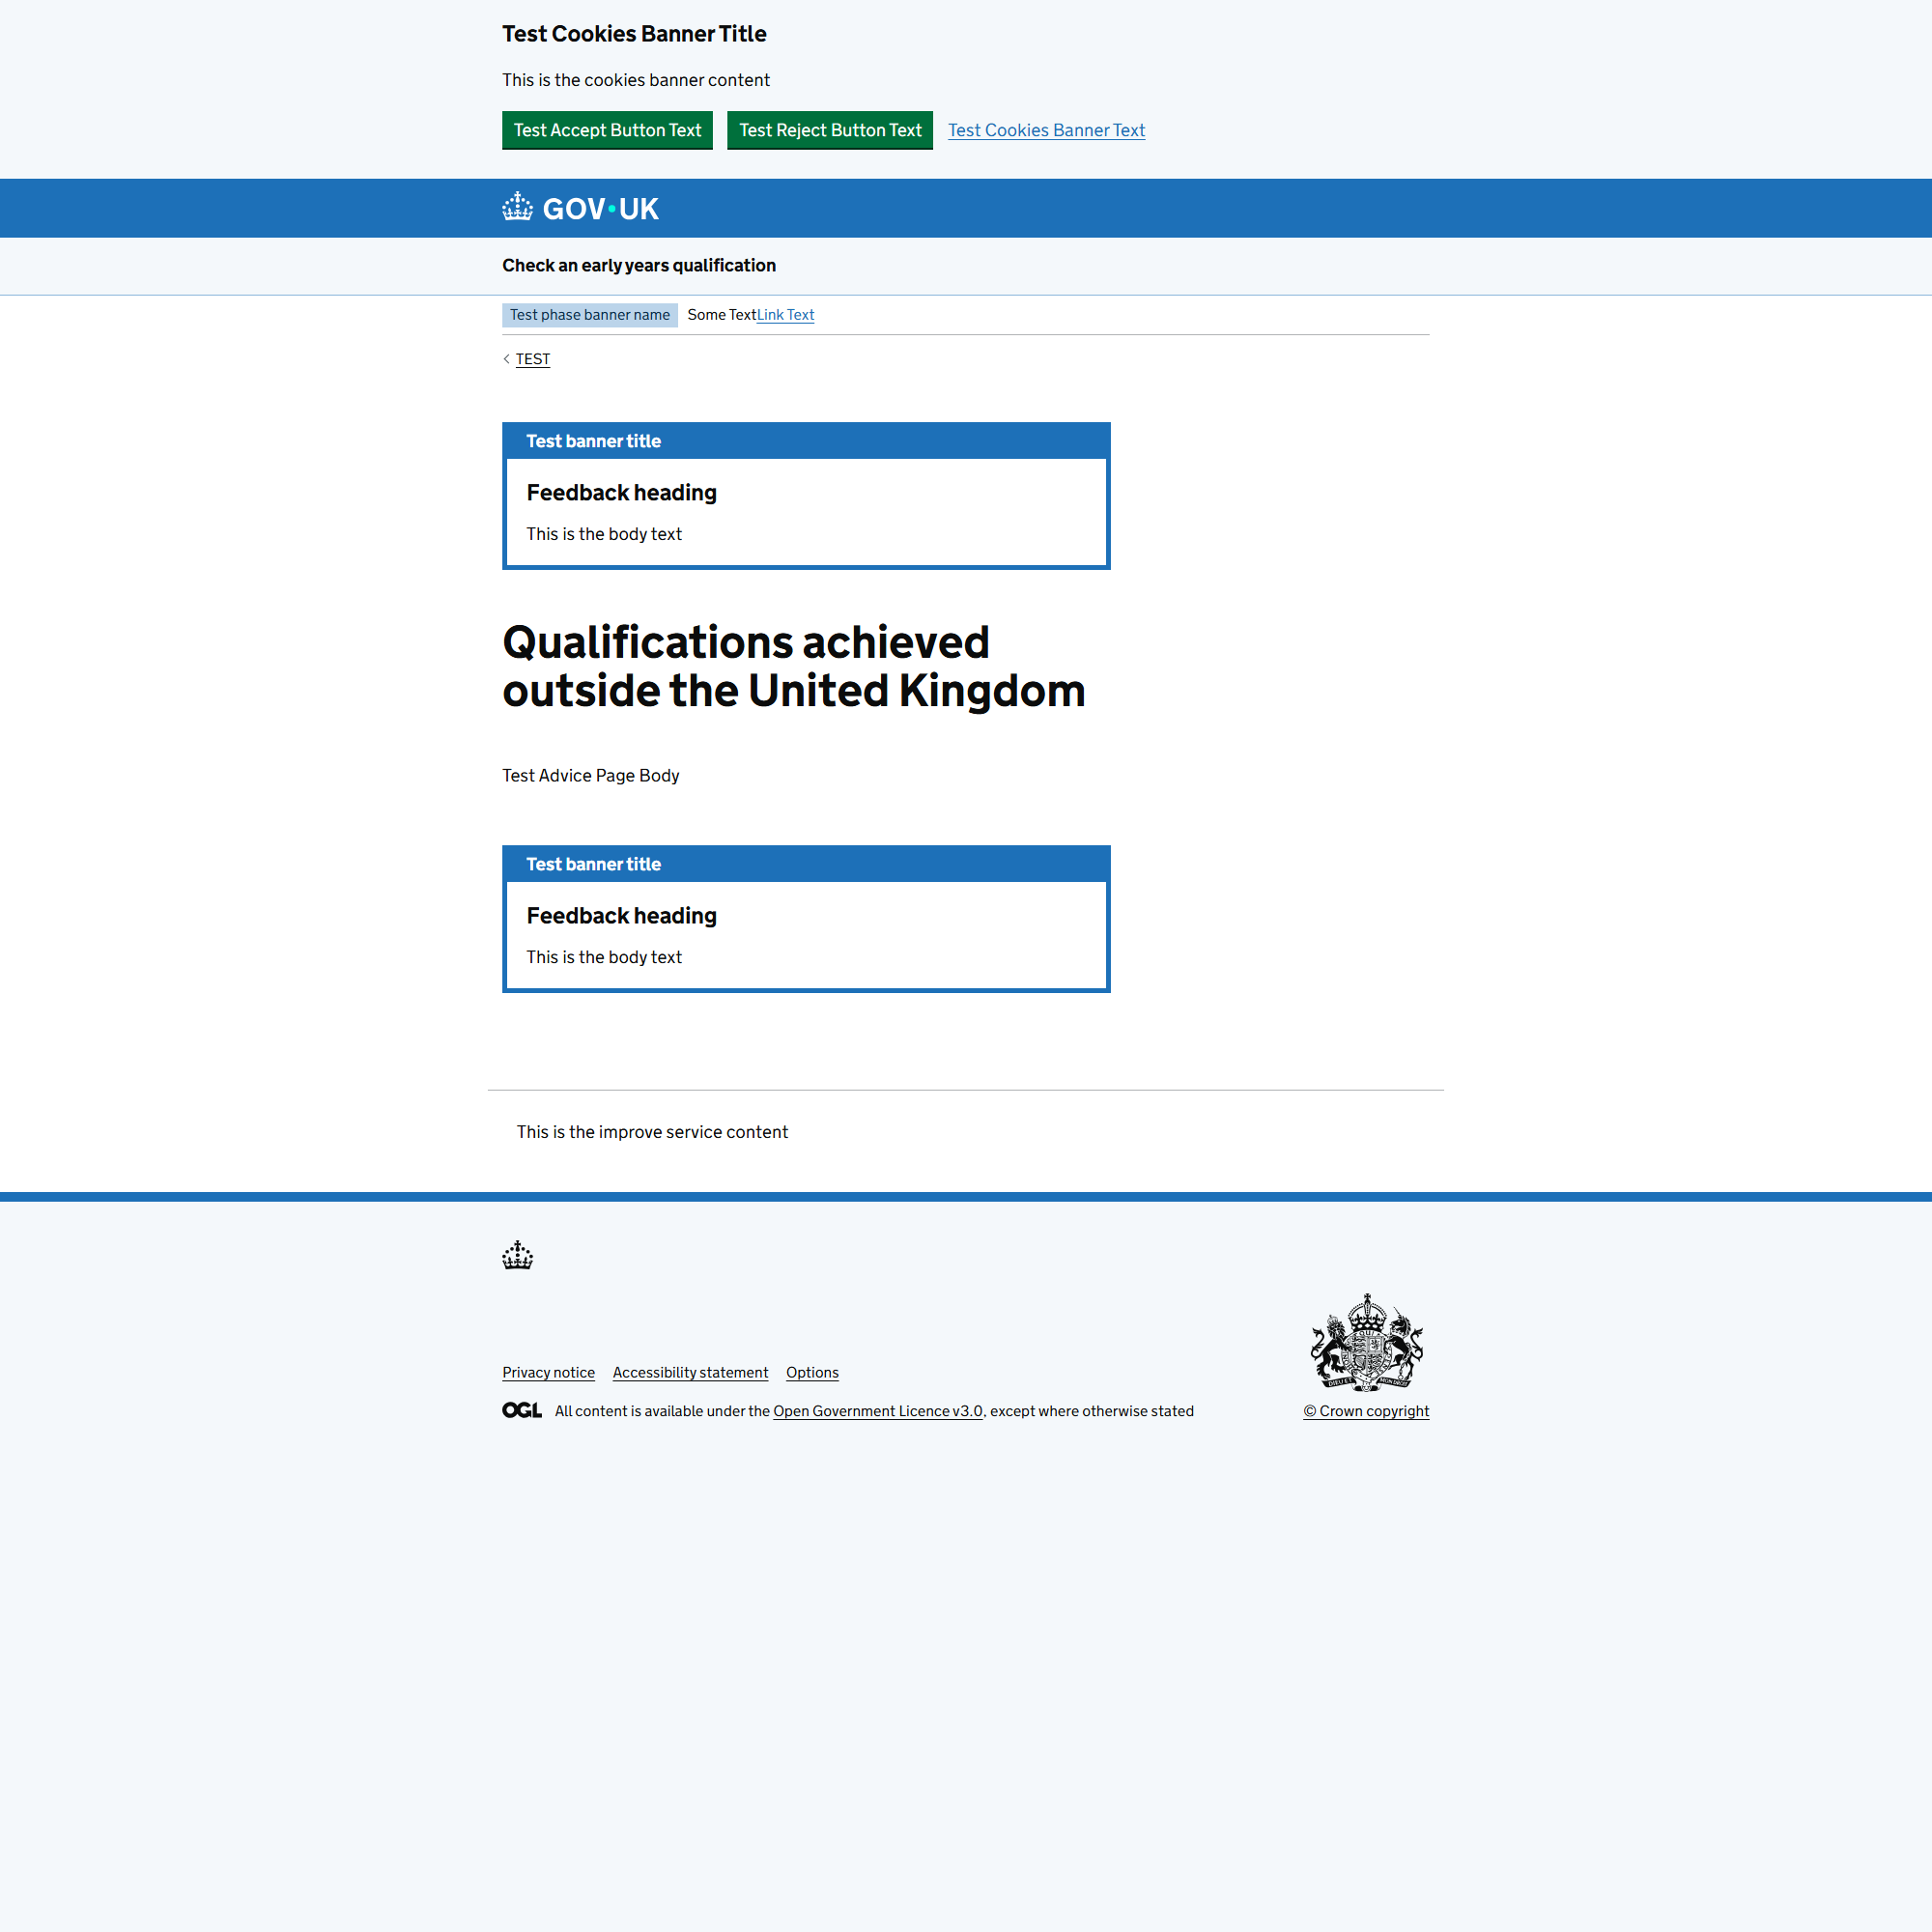 Test Cookies Banner Title
This is the cookies banner content
Test Accept Button Text Test Reject Button Text Test Cookies Banner Text
GOV·UK
Check an early years qualification
Test phase banner name Some TextLink Text
TEST
Test banner title
Feedback heading
This is the body text
Qualifications achieved
outside the United Kingdom
Test Advice Page Body
Test banner title
Feedback heading
This is the body text
This is the improve service content
Privacy notice Accessibility statement Options
OGL All content is available under the Open Government Licence v3.0, except where otherwise stated
© Crown copyright